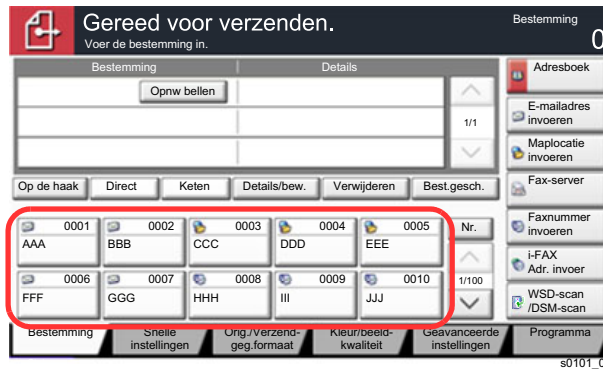 Gereed voor verzenden.
Bestemming
Voer de bestemming in.
0
Bestemming
Details
Adresboek
Opnw bellen
1/1
E-mailadres
invoeren
Maplocatie
invoeren
Op de haak
Direct
Keten
Details/bew.
Verwijderen
Best.gesch.
Fax-server
0001
AAA
0002
BBB
0003
CCC
0004
DDD
0005
EEE
Nr.
Faxnummer
invoeren
0006
FFF
0007
GGG
0008
HHH
0009
III
0010
JJJ
1/100
i-FAX
Adr. invoer
WSD-scan
/DSM-scan
Bestemming
Snelle
instellingen
Orig./Verzend-
geg.formaat
Kleur/beeld-
kwaliteit
Geavanceerde
instellingen
Programma
s0101_0